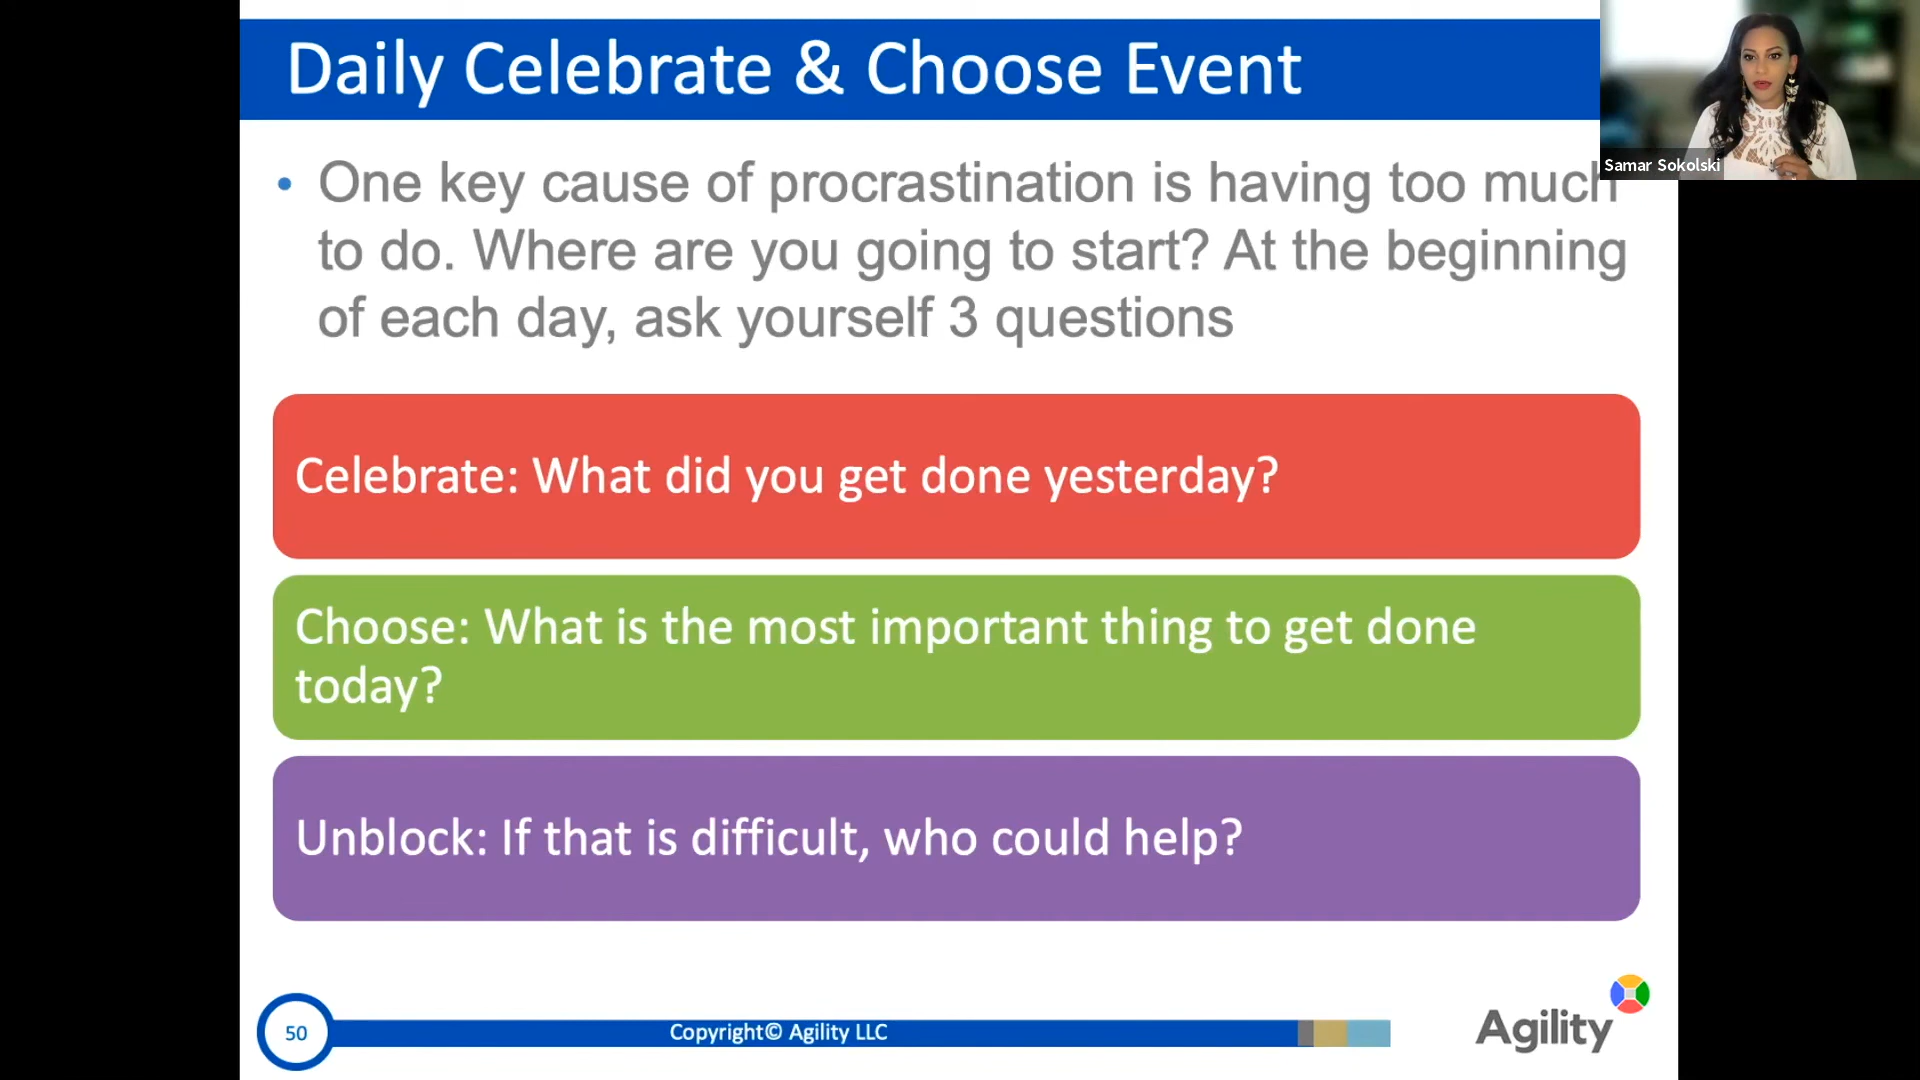 Daily Celebrate & Choose Event
Samar Sokolski
• One key cause of procrastination is having too much
to do. Where are you going to start? At the beginning
of each day, ask yourself 3 questions
Celebrate: What did you get done yesterday?
Choose: What is the most important thing to get done
today?
Unblock: If that is difficult, who could help?
50
Copyright© Agility LLC
Agility